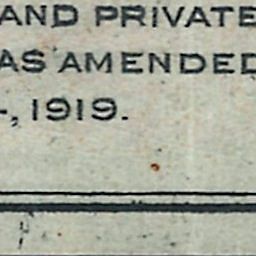 AND PRIVATE
AS AMENDED
, 1919.